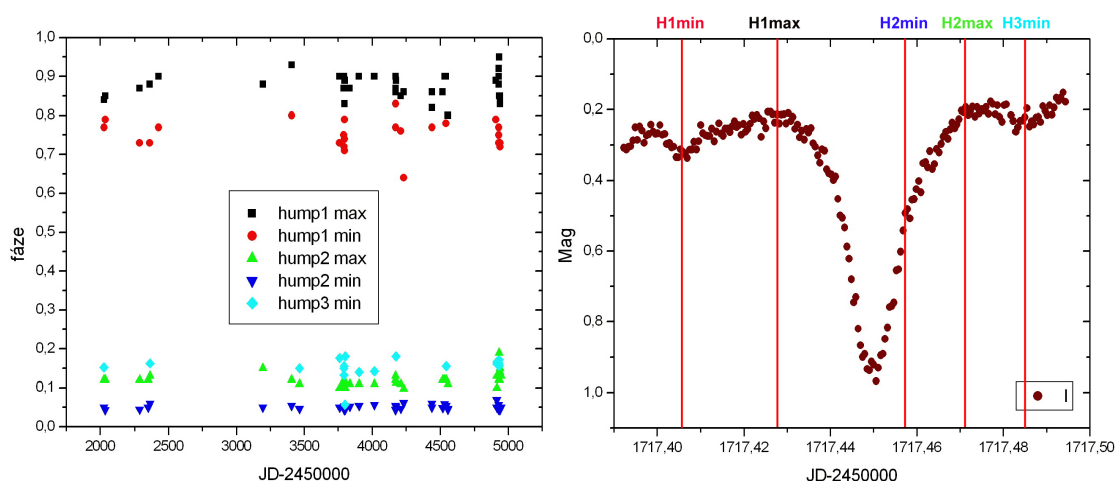 1,0
0,9
0,8
0,7
0,6
0,5
0,4
0,3
0,2
0,1
0,0
fáze
hump1 max
hump1 min
hump2 max
hump2 min
hump3 min
2000 2500 3000 3500 4000 4500 5000
JD-2450000
H1min H1max H2min H2max H3min
0,0
0,2
0,4
0,6
0,8
1,0
Mag
I
1717,40 1717,42 1717,44 1717,46 1717,48 1717,50
JD-2450000